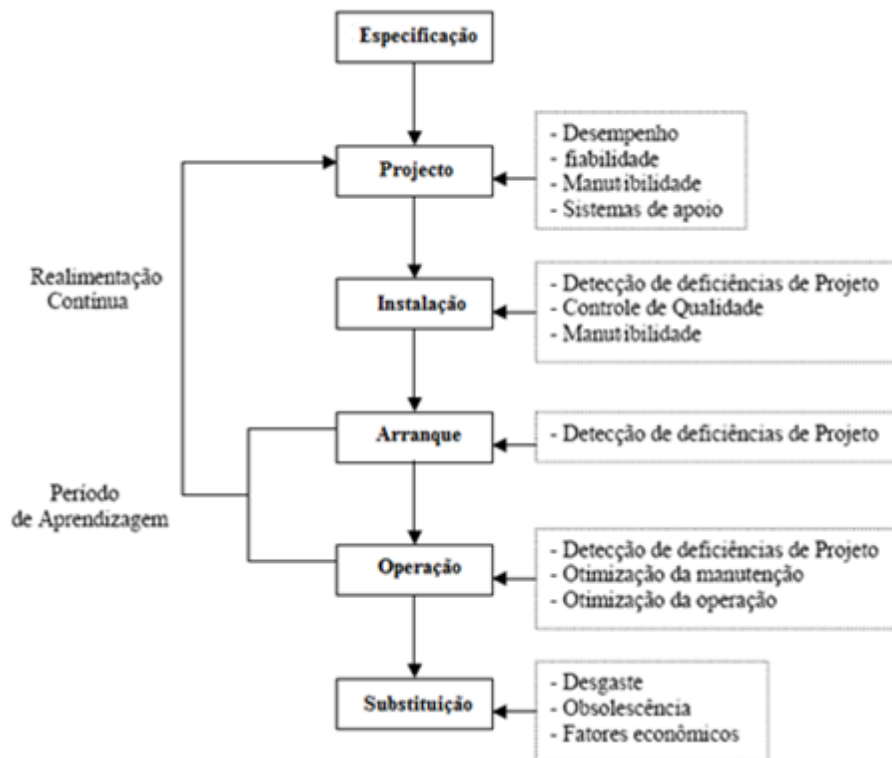 Especificação
Projecto
- Desempenho
- fiabilidade
- Manutibilidade
- Sistemas de apoio
Realimentação
Continua
Instalação
- Detecção de deficiências de Projeto
- Controle de Qualidade
- Manutibilidade
Arranque
- Detecção de deficiências de Projeto
Período
de Aprendizagem
Operação
- Detecção de deficiências de Projeto
- Otimização da manutenção
- Otimização da operação
Substituição
- Desgaste
- Obsolescência
- Fatores econômicos